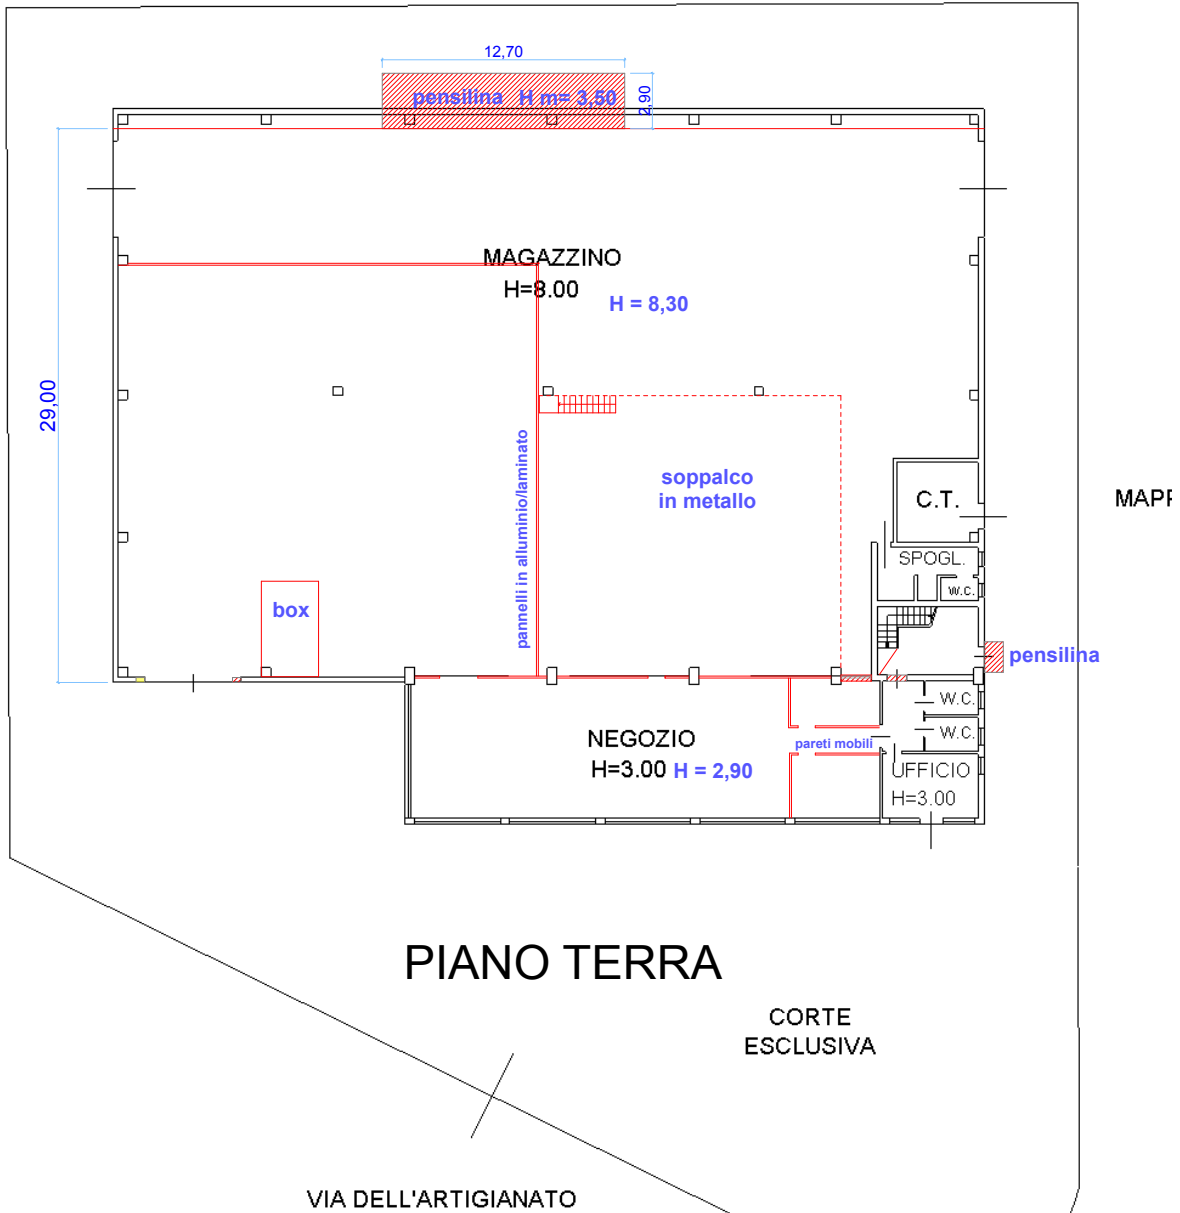 12,70
pensilina H m= 3,50
2,90
MAGAZZINO
H=8.00
H = 8,30
29,00
pannelli in alluminio/laminato
soppalco
in metallo
C.T.
MAPP
SPOGL.
W.C.
box
pensilina
W.C.
NEGOZIO
W.C.
pareti mobili
H=3.00 H = 2,90
UFFICIO
H=3.00
PIANO TERRA
CORTE
ESCLUSIVA
VIA DELL'ARTIGIANATO